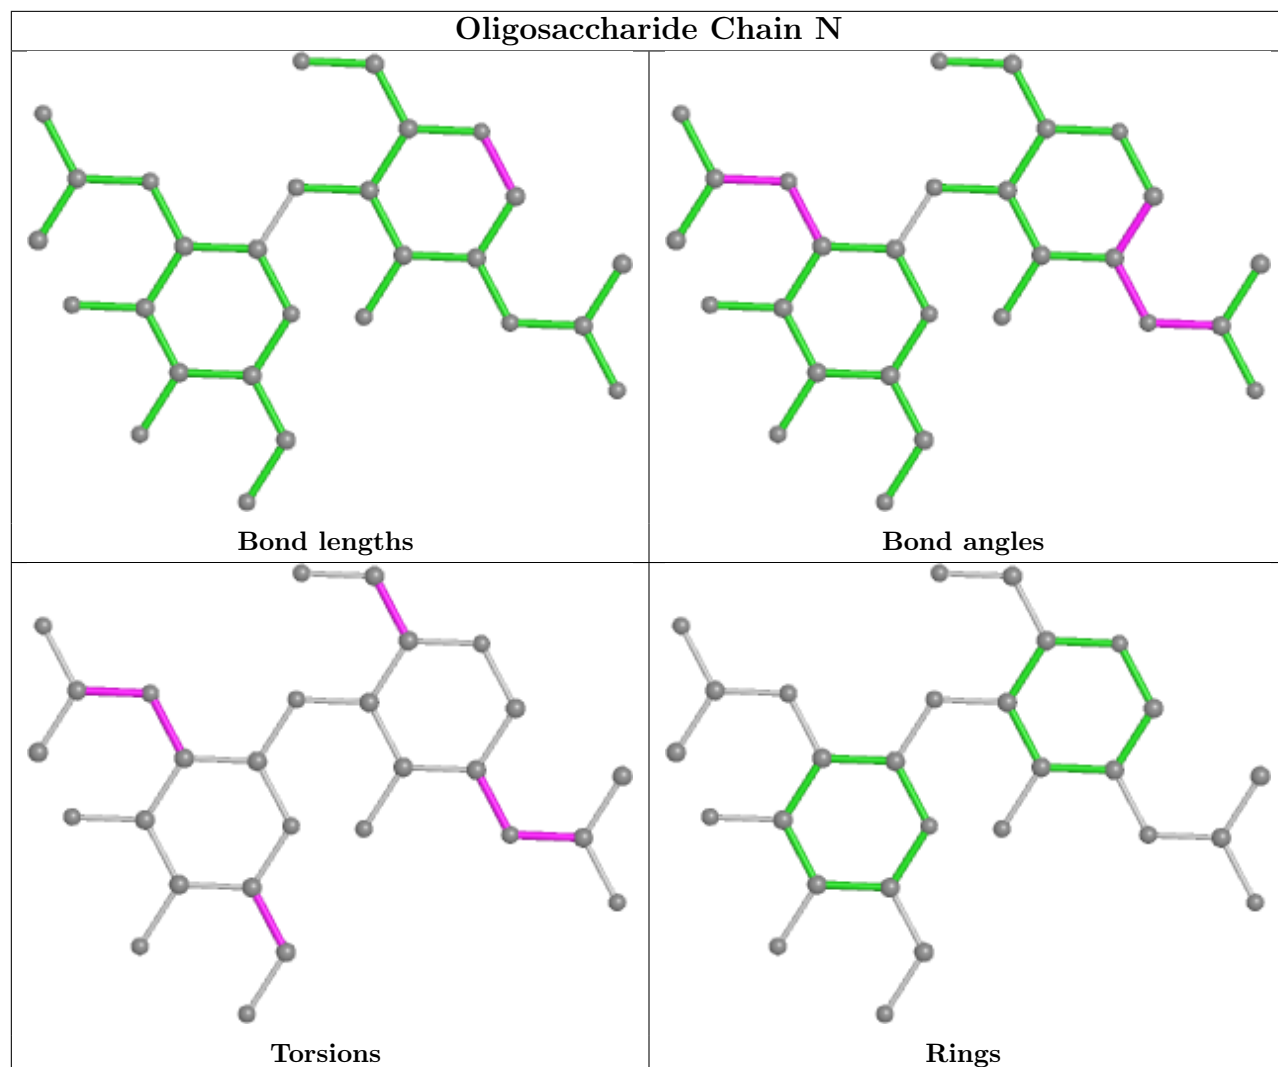 Oligosaccharide Chain N
Bond lengths
Bond angles
Torsions
Rings